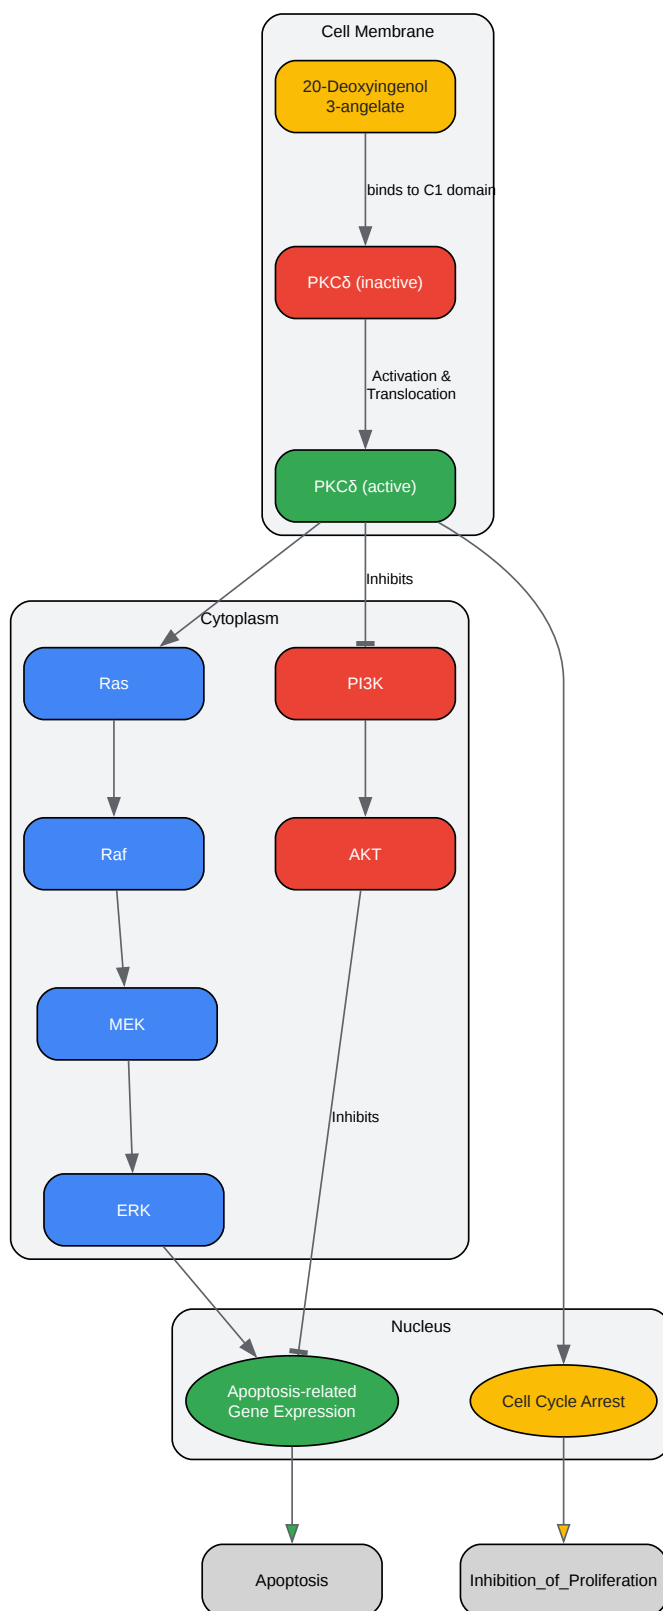 Cell Membrane
20-Deoxyingenol
3-angelate
binds to C1 domain
PKCδ (inactive)
Activation &
Translocation
PKCδ (active)
Inhibits
Cytoplasm
Ras
PI3K
Raf
AKT
MEK
Inhibits
ERK
Nucleus
Apoptosis-related
Gene Expression
Cell Cycle Arrest
Apoptosis
Inhibition_of_Proliferation